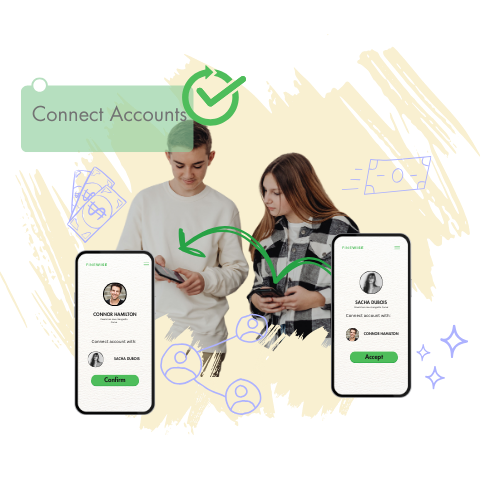 Connect Accounts
CONNOR HAMILTON
Connect account with:
SACHA DUBOIS
Confirm
SACHA DUBOIS
Connect account with:
CONNOR HAMILTON
Accept